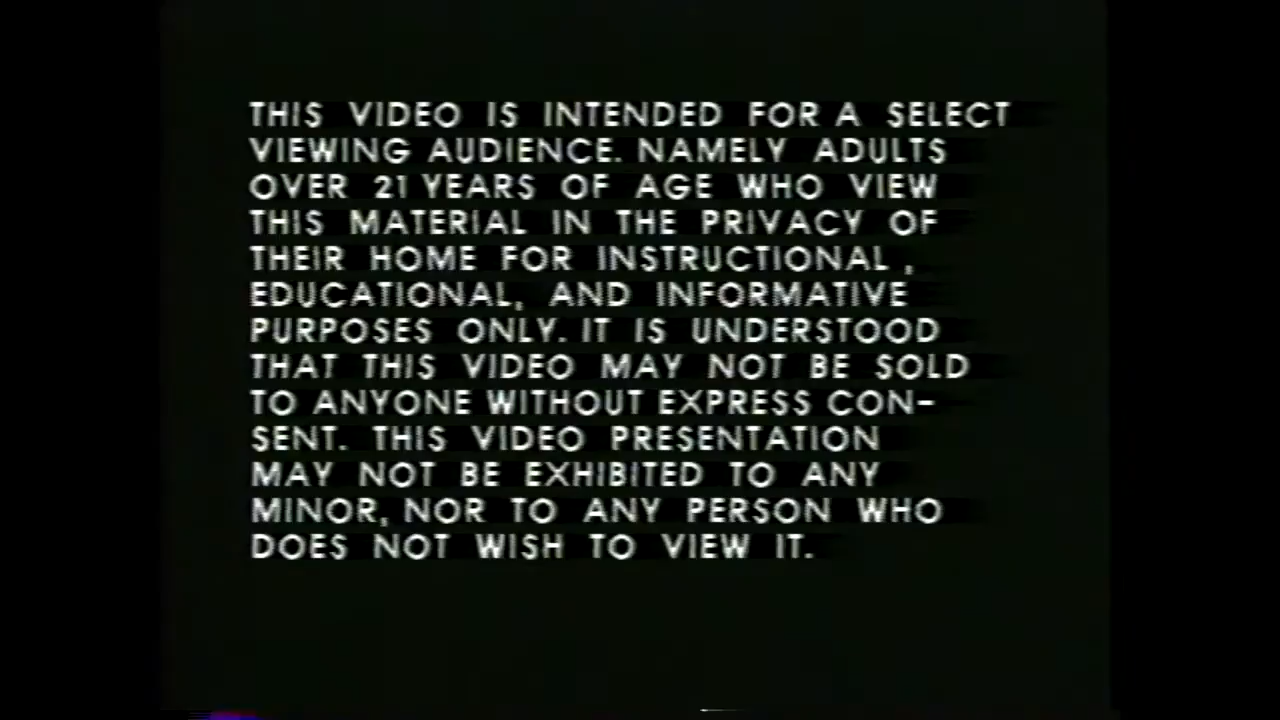 THIS VIDEO IS INTENDED FOR A SELECT
VIEWING AUDIENCE. NAMELY ADULTS
OVER 21 YEARS OF AGE WHO VIEW
THIS MATERIAL IN THE PRIVACY OF
THEIR HOME FOR INSTRUCTIONAL ,
EDUCATIONAL, AND INFORMATIVE
PURPOSES ONLY. IT IS UNDERSTOOD
THAT THIS VIDEO MAY NOT BE SOLD
TO ANYONE WITHOUT EXPRESS CON-
SENT. THIS VIDEO PRESENTATION
MAY NOT BE EXHIBITED TO ANY
MINOR, NOR TO ANY PERSON WHO
DOES NOT WISH TO VIEW IT.